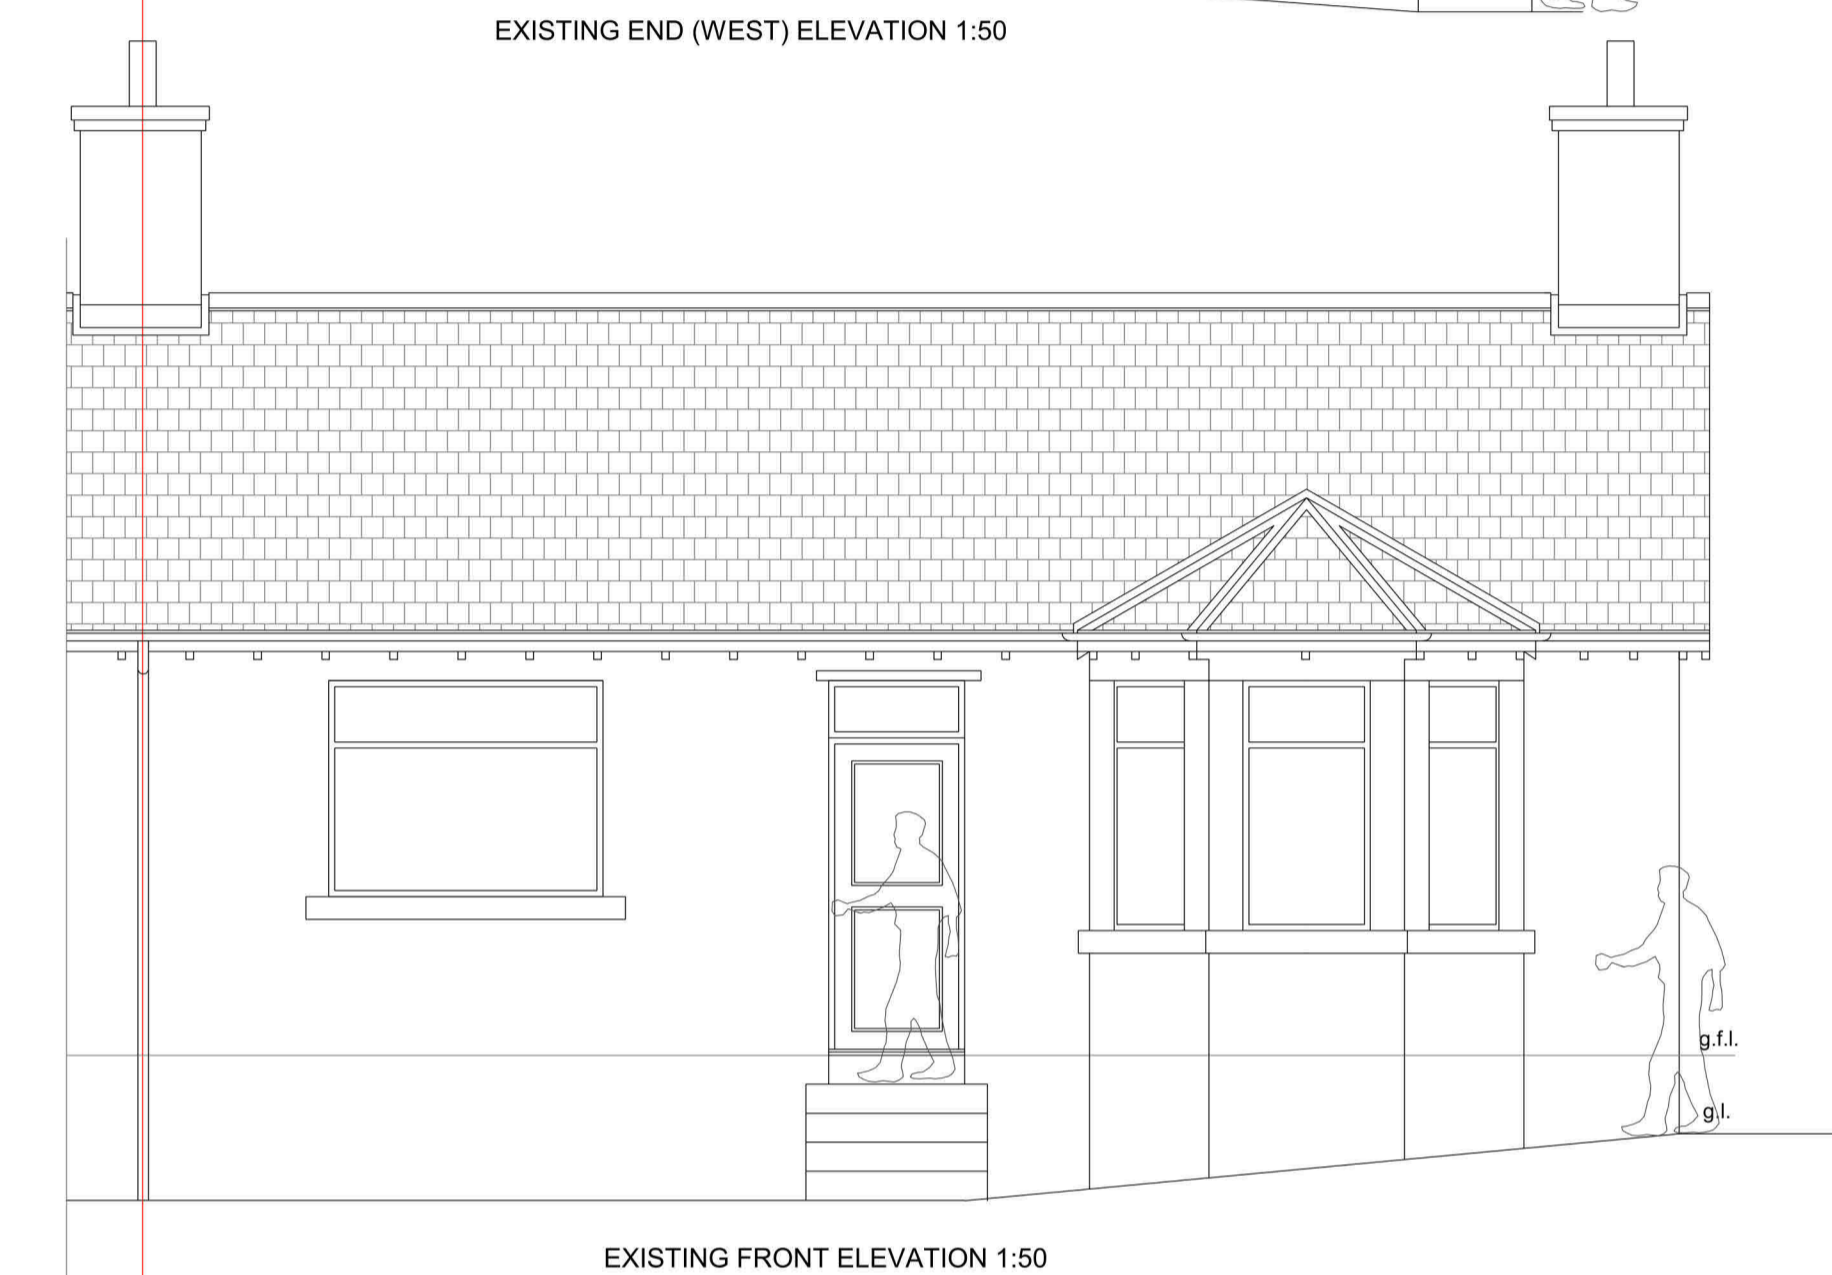 EXISTING END (WEST) ELEVATION 1:50
g.f.l.
g.l.
EXISTING FRONT ELEVATION 1:50